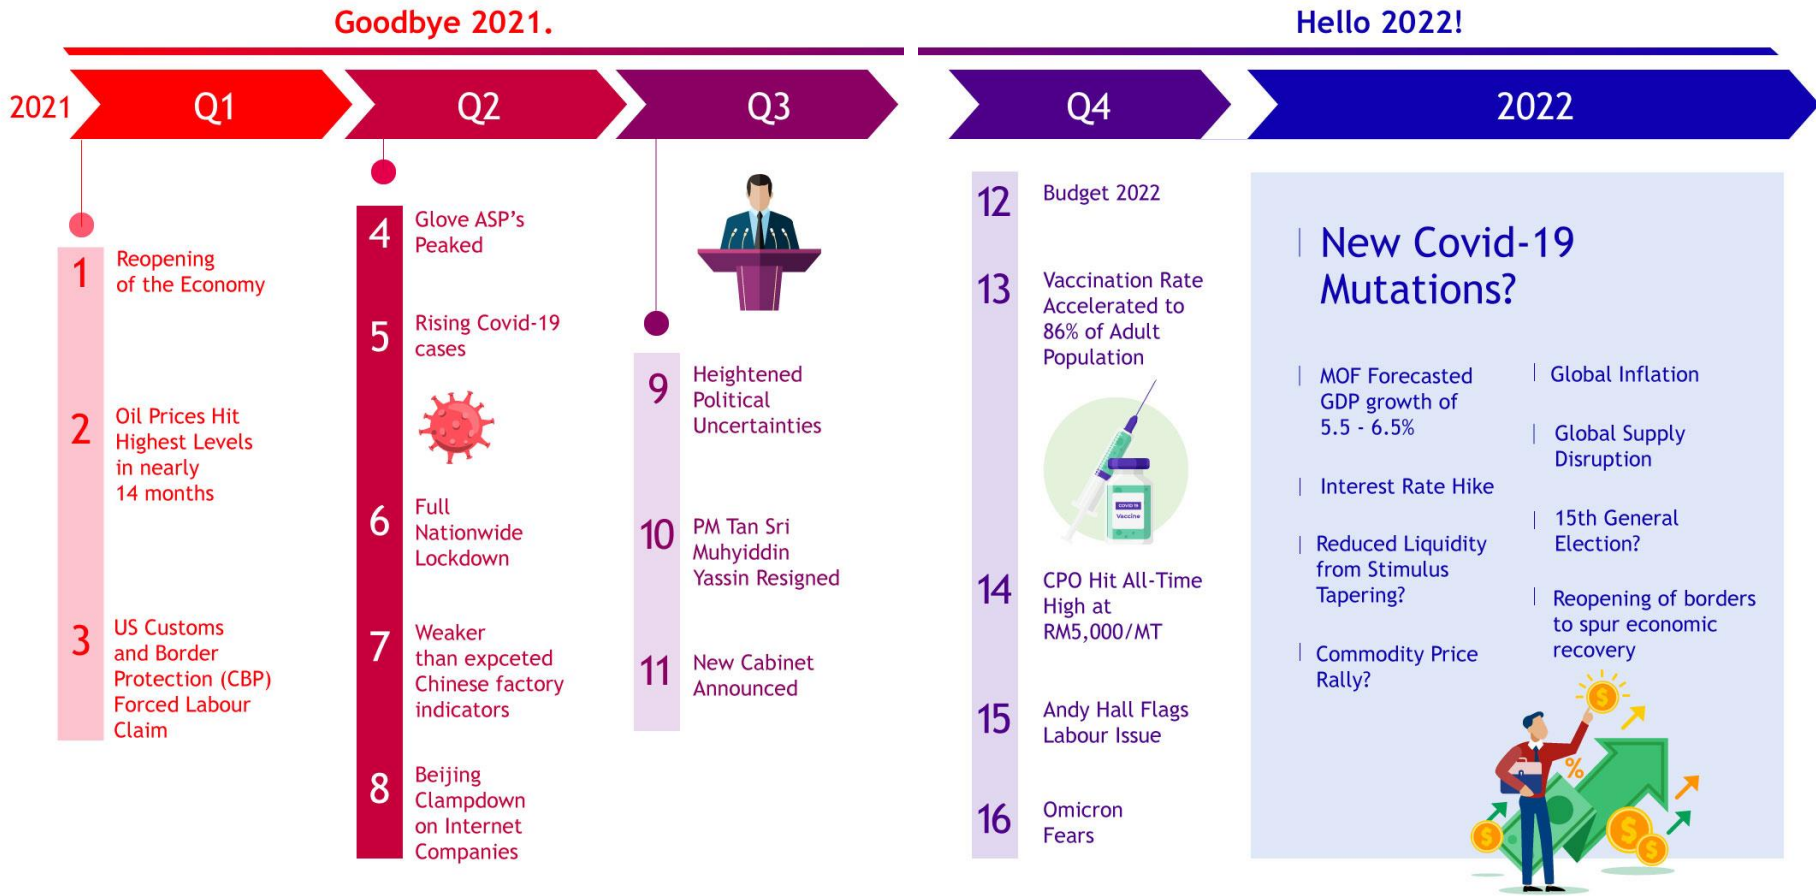 Goodbye 2021.
Hello 2022!
2021
Q1
Q2
Q3
Q4
2022
1
Reopening
of the Economy
2
Oil Prices Hit
Highest Levels
in nearly
14 months
3
US Customs
and Border
Protection (CBP)
Forced Labour
Claim
4
Glove ASP’s
Peaked
5
Rising Covid-19
cases
6
Full
Nationwide
Lockdown
7
Weaker
than expceted
Chinese factory
indicators
8
Beijing
Clampdown
on Internet
Companies
9
Heightened
Political
Uncertainties
10
PM Tan Sri
Muhyiddin
Yassin Resigned
11
New Cabinet
Announced
12
Budget 2022
13
Vaccination Rate
Accelerated to
86% of Adult
Population
COVID-19
Vaccine
14
CPO Hit All-Time
High at
RM5,000/MT
15
Andy Hall Flags
Labour Issue
16
Omicron
Fears
New Covid-19
Mutations?
MOF Forecasted
GDP growth of
5.5 - 6.5%
Interest Rate Hike
Reduced Liquidity
from Stimulus
Tapering?
Commodity Price
Rally?
Global Inflation
Global Supply
Disruption
15th General
Election?
Reopening of borders
to spur economic
recovery
$
%
$
$
$